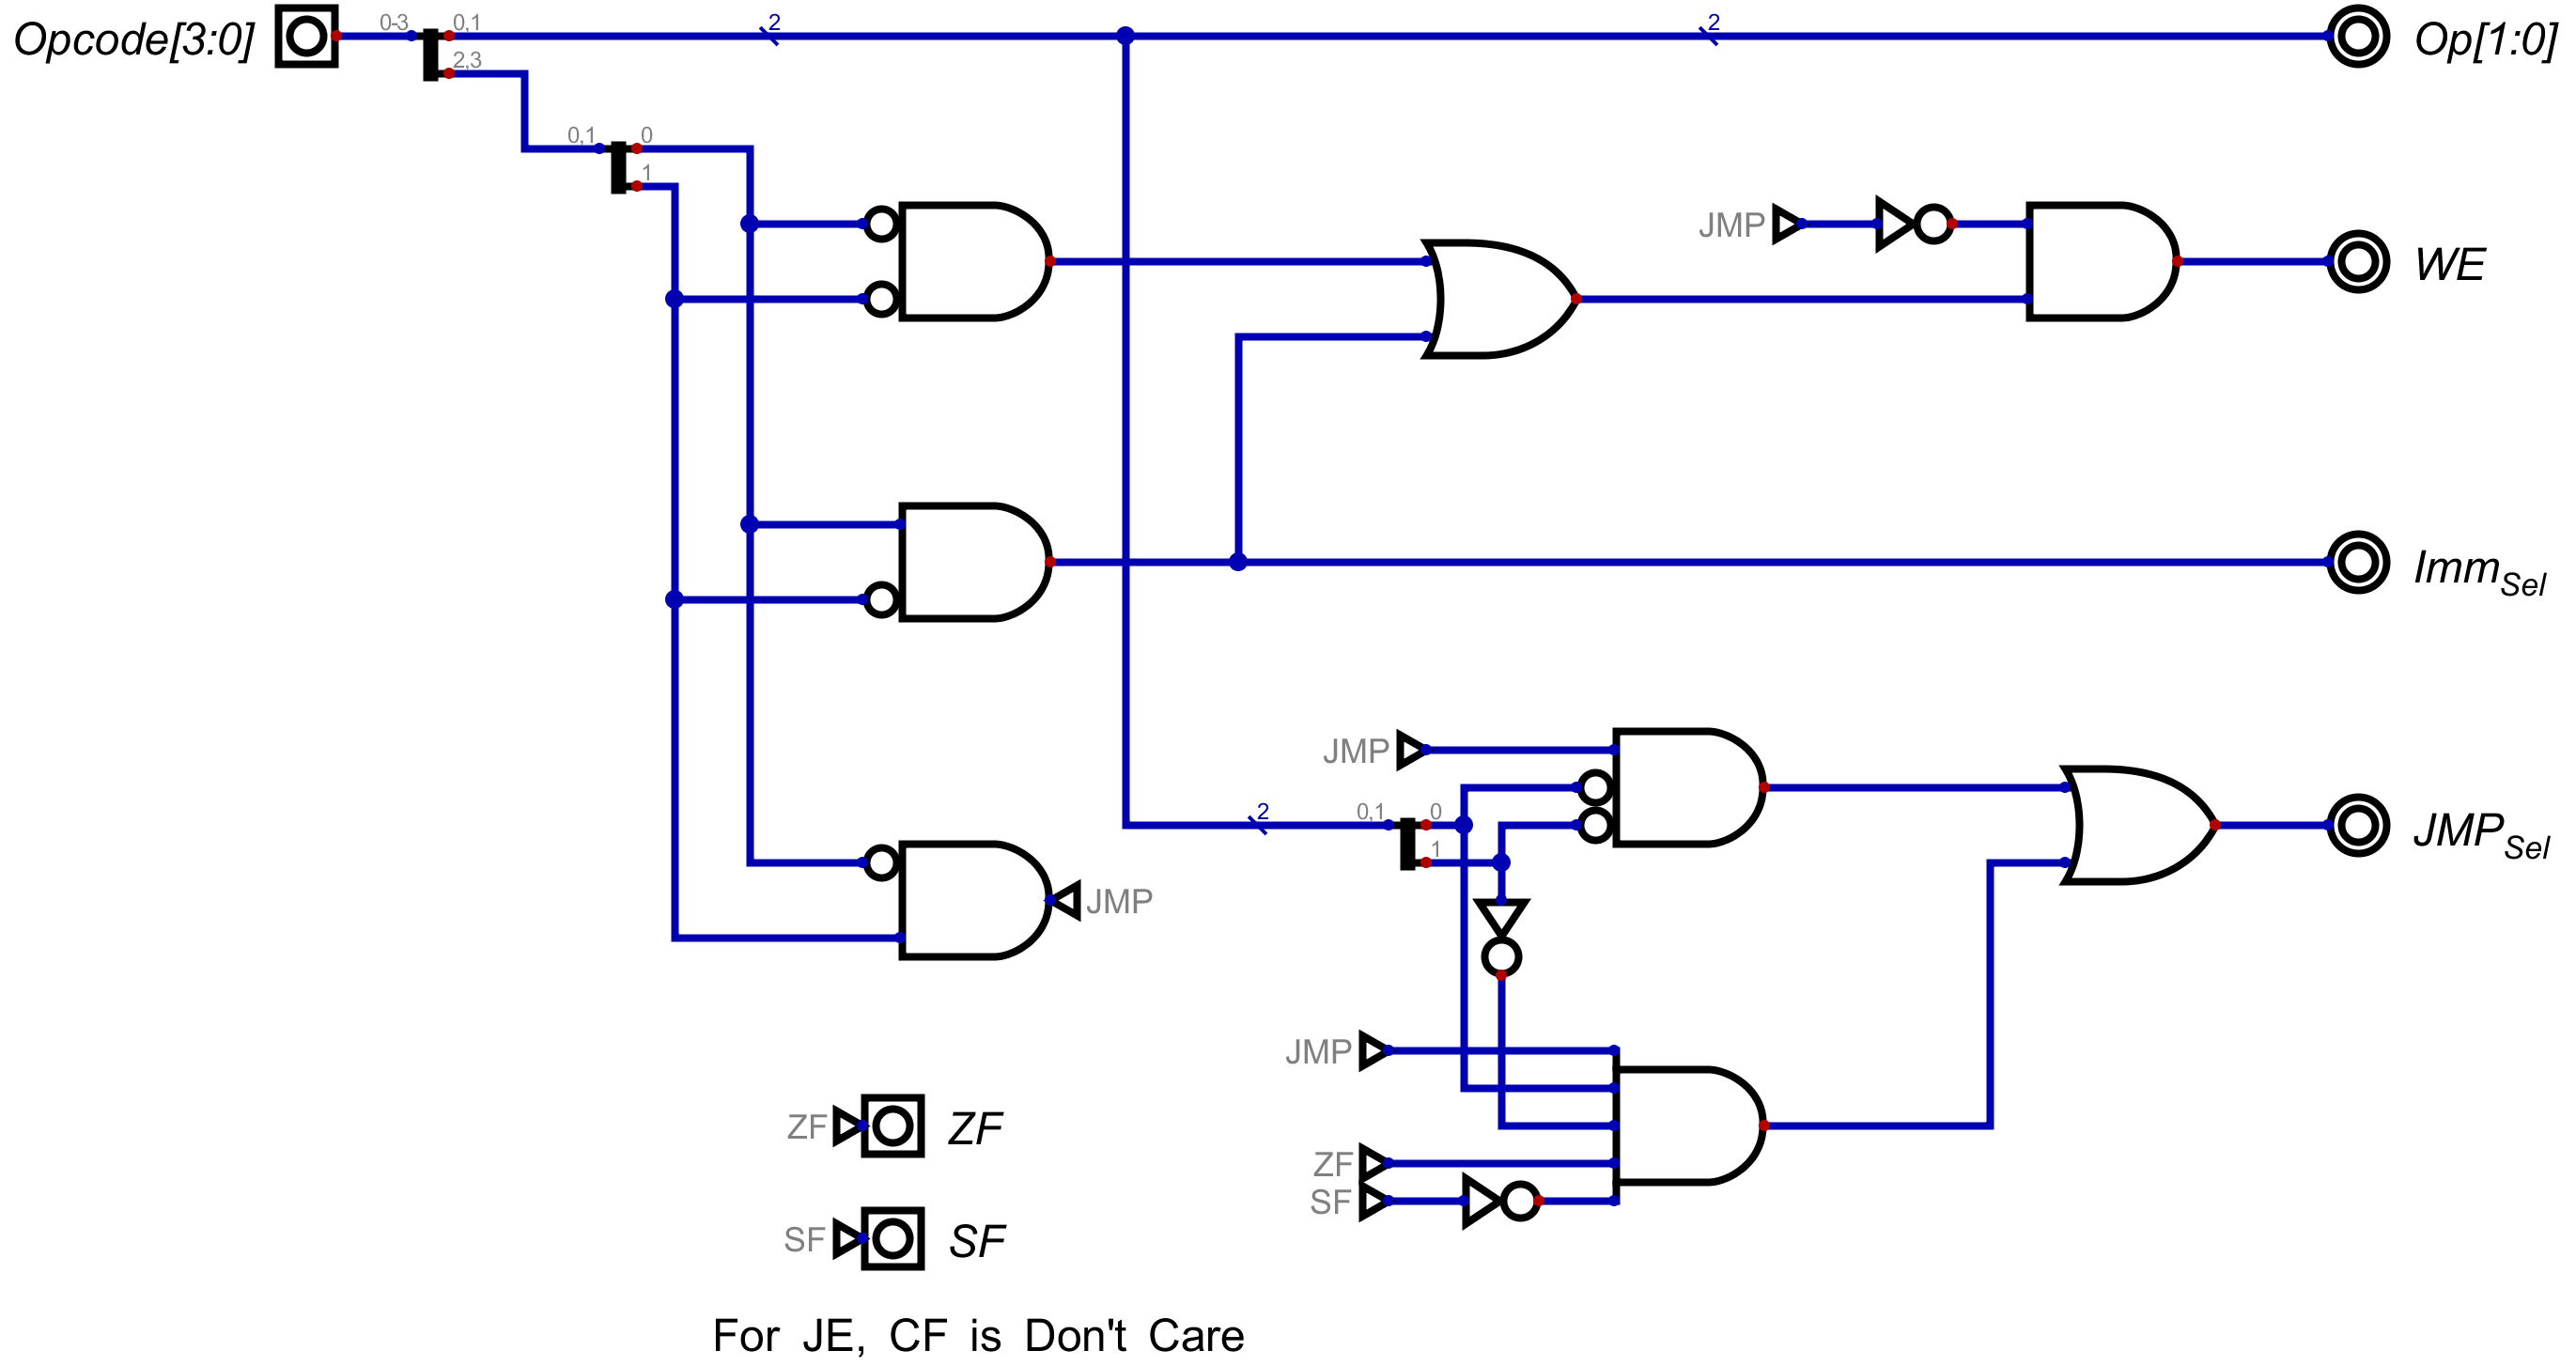 Opcode[3:0]
0-3
0,1
2
2
Op[1:0]
2,3
0,1
0
1
JMP
WE
Imm Sel
JMP
2
0,1
0
1
JMP Sel
JMP
JMP
ZF
ZF
ZF
SF
SF
SF
For JE, CF is Don't Care